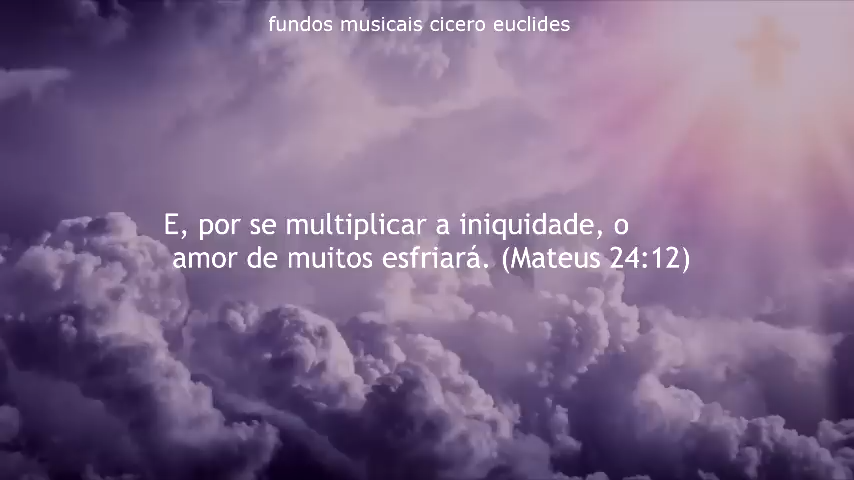 fundos musicais cicero euclides
E, por se multiplicar a iniquidade, o
amor de muitos esfriará. (Mateus 24:12)